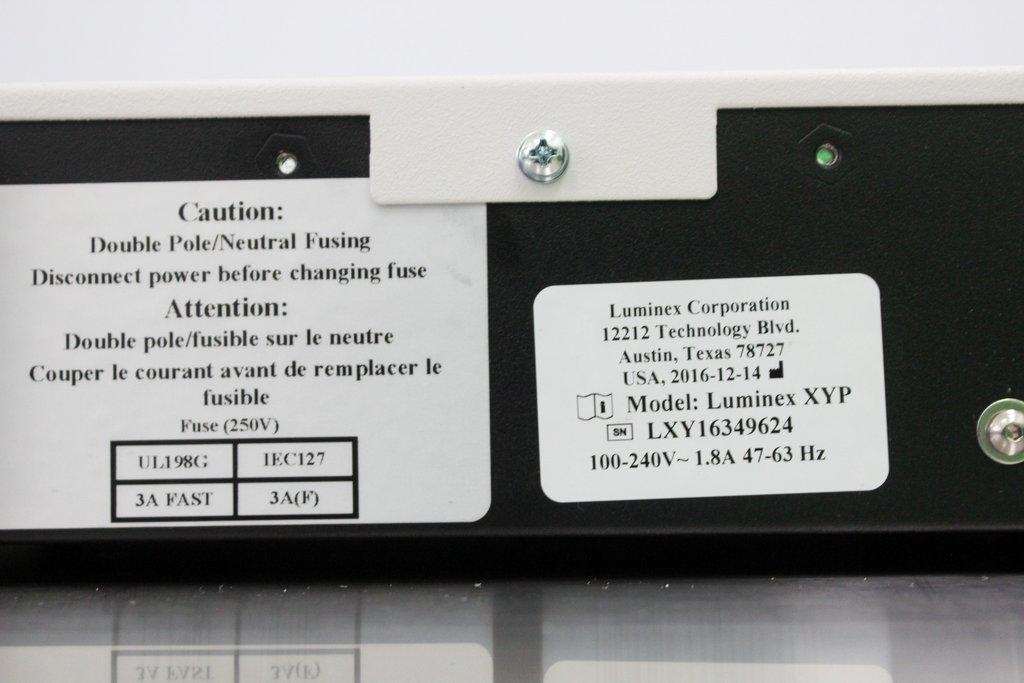 Caution:
Double Pole/Neutral Fusing
Disconnect power before changing fuse
Attention:
Double pole/fusible sur le neutre
Couper le courant avant de remplacer le
fusible
Fuse (250V)
UL198G IEC127
3A FAST 3A(F)
Luminex Corporation
12212 Technology Blvd.
Austin, Texas 78727
USA, 2016-12-14
Model: Luminex XYP
SN LXY16349624
100-240V~ 1.8A 47-63 Hz